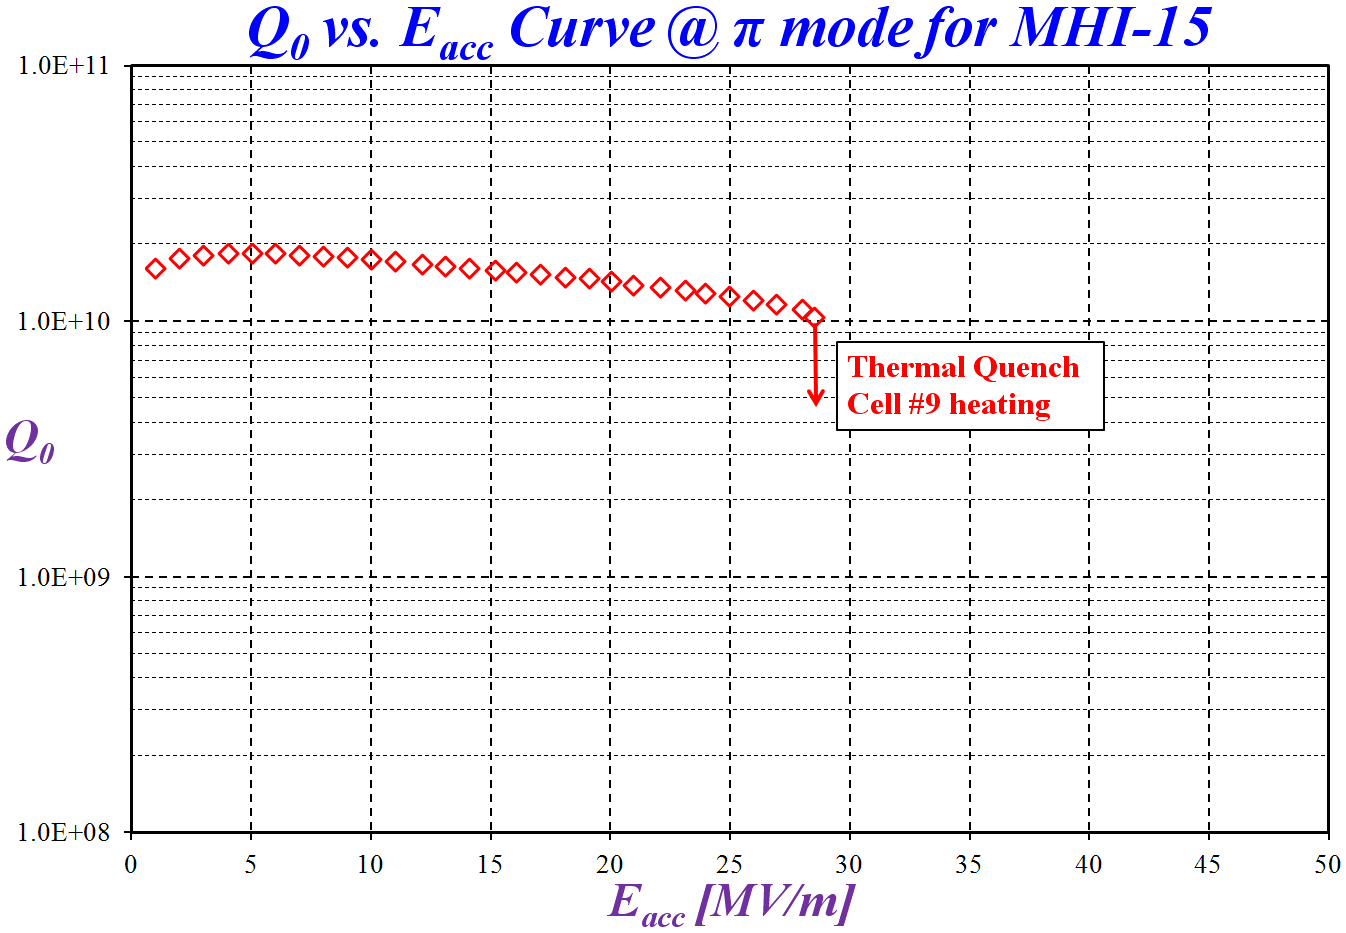 Q0 vs. Eacc Curve @ π mode for MHI-15
1.0E+11
1.0E+10
Thermal Quench
Cell #9 heating
Q0
1.0E+09
1.0E+08
0 5 10 15 20 25 30 35 40 45 50
Eacc [MV/m]